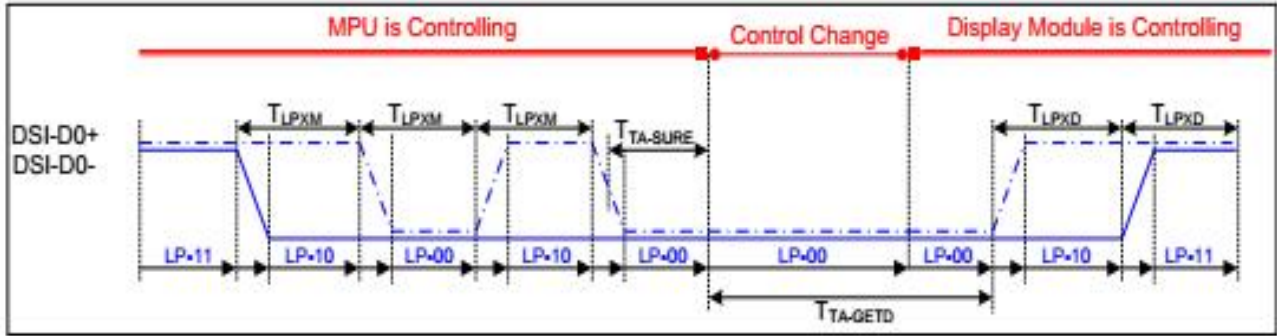 MPU is Controlling Control Change Display Module is Controlling
TLPXM TLPXM TLPXM TTA-SURE TLPXD TLPXD
DSI-D0+
DSI-D0-
LP-11 LP-10 LP-00 LP-10 LP-00 LP-00 LP-00 LP-10 LP-11
TTA-GETD